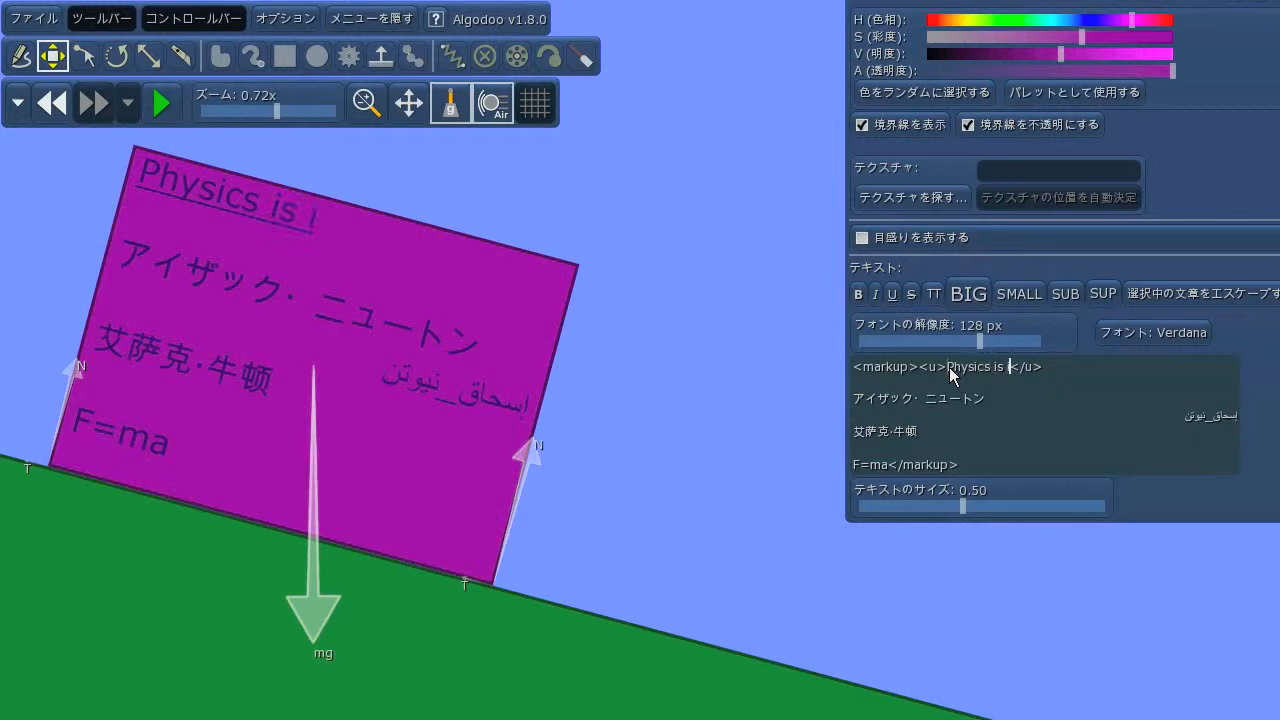 ファイル ツールバー コントロールバー オプション メニューを隠す ? Algodoo v1.8.0
ズーム: 0.72x
g
Air
Physics is i
アイザック・ニュートン
艾萨克·牛顿
اسحاق_نیوتن
F=ma
N
N
T
T
mg
H (色相):
S (彩度):
V (明度):
A (透明度):
色をランダムに選択する パレットとして使用する
境界線を表示 境界線を不透明にする
テクスチャ:
テクスチャを探す... テクスチャの位置を自動決定
目盛りを表示する
テキスト:
B I U S TT BIG SMALL SUB SUP 選択中の文章をエスケープす
フォントの解像度: 128 px フォント: Verdana
<markup><u>Physics is i</u>
アイザック・ニュートン
اسحاق_نیوتن
艾萨克·牛顿
F=ma</markup>
テキストのサイズ: 0.50